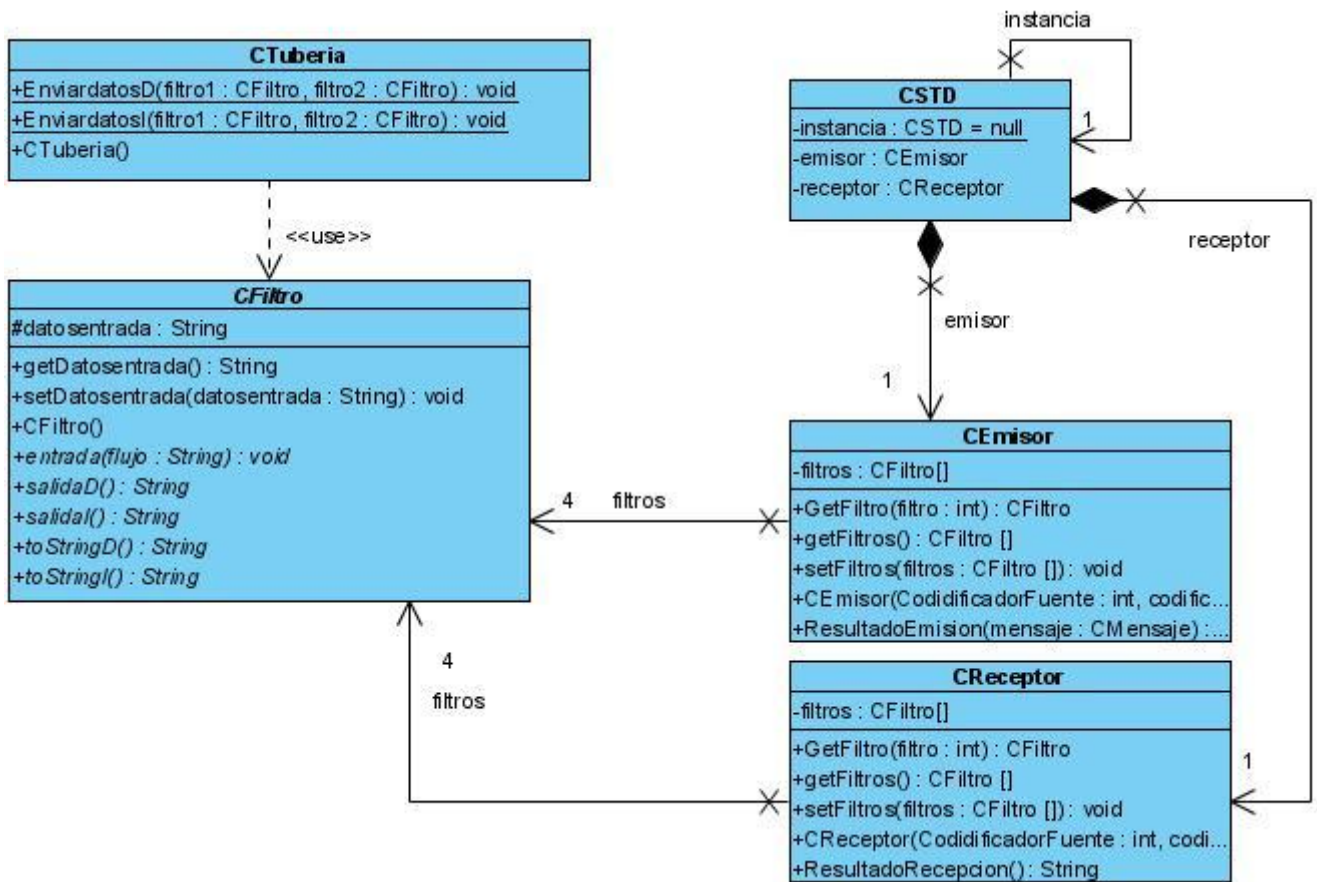 CTuberia
+EnviardatosD(filtro1 : CFiltro, filtro2 : CFiltro) : void
+EnviardatosI(filtro1 : CFiltro, filtro2 : CFiltro) : void
+CTuberia()
<<use>>
CFiltro
#datosentrada : String
+getDatosentrada() : String
+setDatosentrada(datosentrada : String) : void
+CFiltro()
+entrada(flujo : String) : void
+salidaD() : String
+salidaI() : String
+toStringD() : String
+toStringI() : String
instancia
1
CSTD
-instancia : CSTD = null
-emisor : CEmisor
-receptor : CReceptor
receptor
emisor
1
CEmisor
-filtros : CFiltro[]
+GetFiltro(filtro : int) : CFiltro
+getFiltros() : CFiltro []
+setFiltros(filtros : CFiltro []) : void
+CEmisor(CodidificadorFuente : int, codific...
+ResultadoEmision(mensaje : CMensaje) :...
4 filtros
4
filtros
CReceptor
-filtros : CFiltro[]
+GetFiltro(filtro : int) : CFiltro
+getFiltros() : CFiltro []
+setFiltros(filtros : CFiltro []) : void
+CReceptor(CodidificadorFuente : int, codi...
+ResultadoRecepcion() : String
1